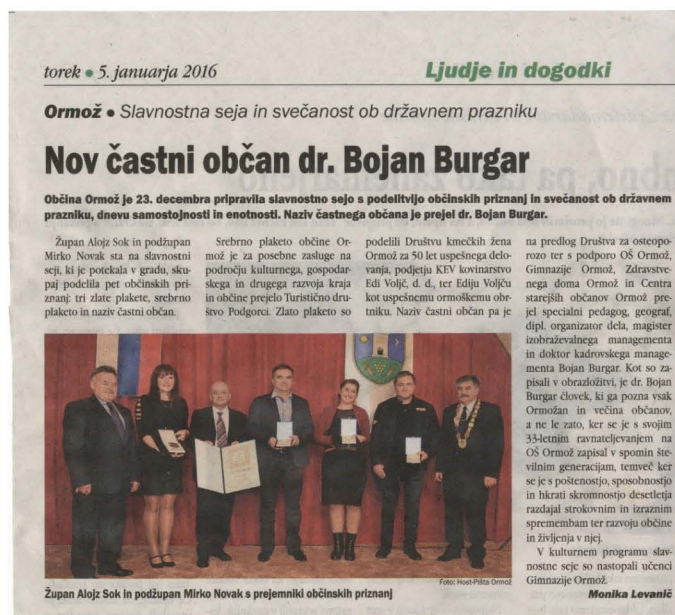 torek • 5. januarja 2016
Ljudje in dogodki
Ormož • Slavnostna seja in svečanost ob državnem prazniku
Nov častni občan dr. Bojan Burgar
Občina Ormož je 23. decembra pripravila slavnostno sejo s podelitvijo občinskih priznanj in svečanost ob državnem
prazniku, dnevu samostojnosti in enotnosti. Naziv častnega občana je prejel dr. Bojan Burgar.
Župan Alojz Sok in podžupan
Mirko Novak sta na slavnostni
seji, ki je potekala v gradu, sku-
paj podelila pet občinskih pri-
znanj: tri zlate plakete, srebrno
plaketo in naziv častni občan.
Srebrno plaketo občine Or-
mož je za posebne zasluge na
področju kulturnega, gospodar-
skega in drugega razvoja kraja
in občine prejelo Turistično dru-
štvo Podgorci. Zlato plaketo so
podelili Društvu kmečkih žena
Ormož za 50 let uspešnega delo-
vanja, podjetju KEV kovinarstvo
Edi Voljč, d. d., ter Ediju Voljču
kot uspešnemu ormoškemu obr-
tniku. Naziv častni občan pa je
na predlog Društva za osteopo-
rozo ter s podporo OŠ Ormož,
Gimnazije Ormož, Zdravstve-
nega doma Ormož in Centra
starejših občanov Ormož pre-
jel specialni pedagog, geograf,
dipl. organizator dela, magister
izobraževalnega managementa
in doktor kadrovskega manage-
menta Bojan Burgar. Kot so za-
pisali v obrazložitvi, je dr. Bojan
Burgar človek, ki ga pozna vsak
Ormožan in večina občanov,
a ne le zato, ker se je s svojim
33-letnim ravnateljevanjem na
OŠ Ormož zapisal v spomin šte-
vilnim generacijam, temveč ker
se je s poštenostjo, sposobnostjo
in hkrati skromnostjo desetletja
razdajal strokovnim in izraznim
spremembam ter razvoju občine
in življenja v njej.
V kulturnem programu slav-
nostne seje so nastopali učenci
Gimnazije Ormož.
Monika Levanič
Foto: Host-Pišta Ormož
Župan Alojz Sok in podžupan Mirko Novak s prejemniki občinskih priznanj